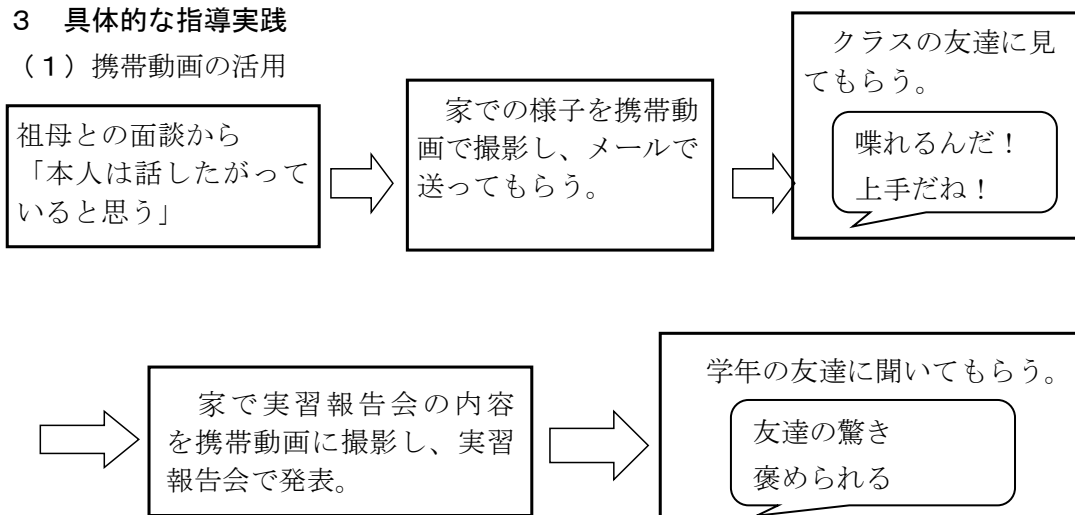 3 具体的な指導実践
(1)携帯動画の活用
祖母との面談から
「本人は話したがって
いると思う」
家での様子を携帯動
画で撮影し、メールで
送ってもらう。
クラスの友達に見
てもらう。
喋れるんだ！
上手だね！
家で実習報告会の内容
を携帯動画に撮影し、実習
報告会で発表。
学年の友達に聞いてもらう。
友達の驚き
褒められる